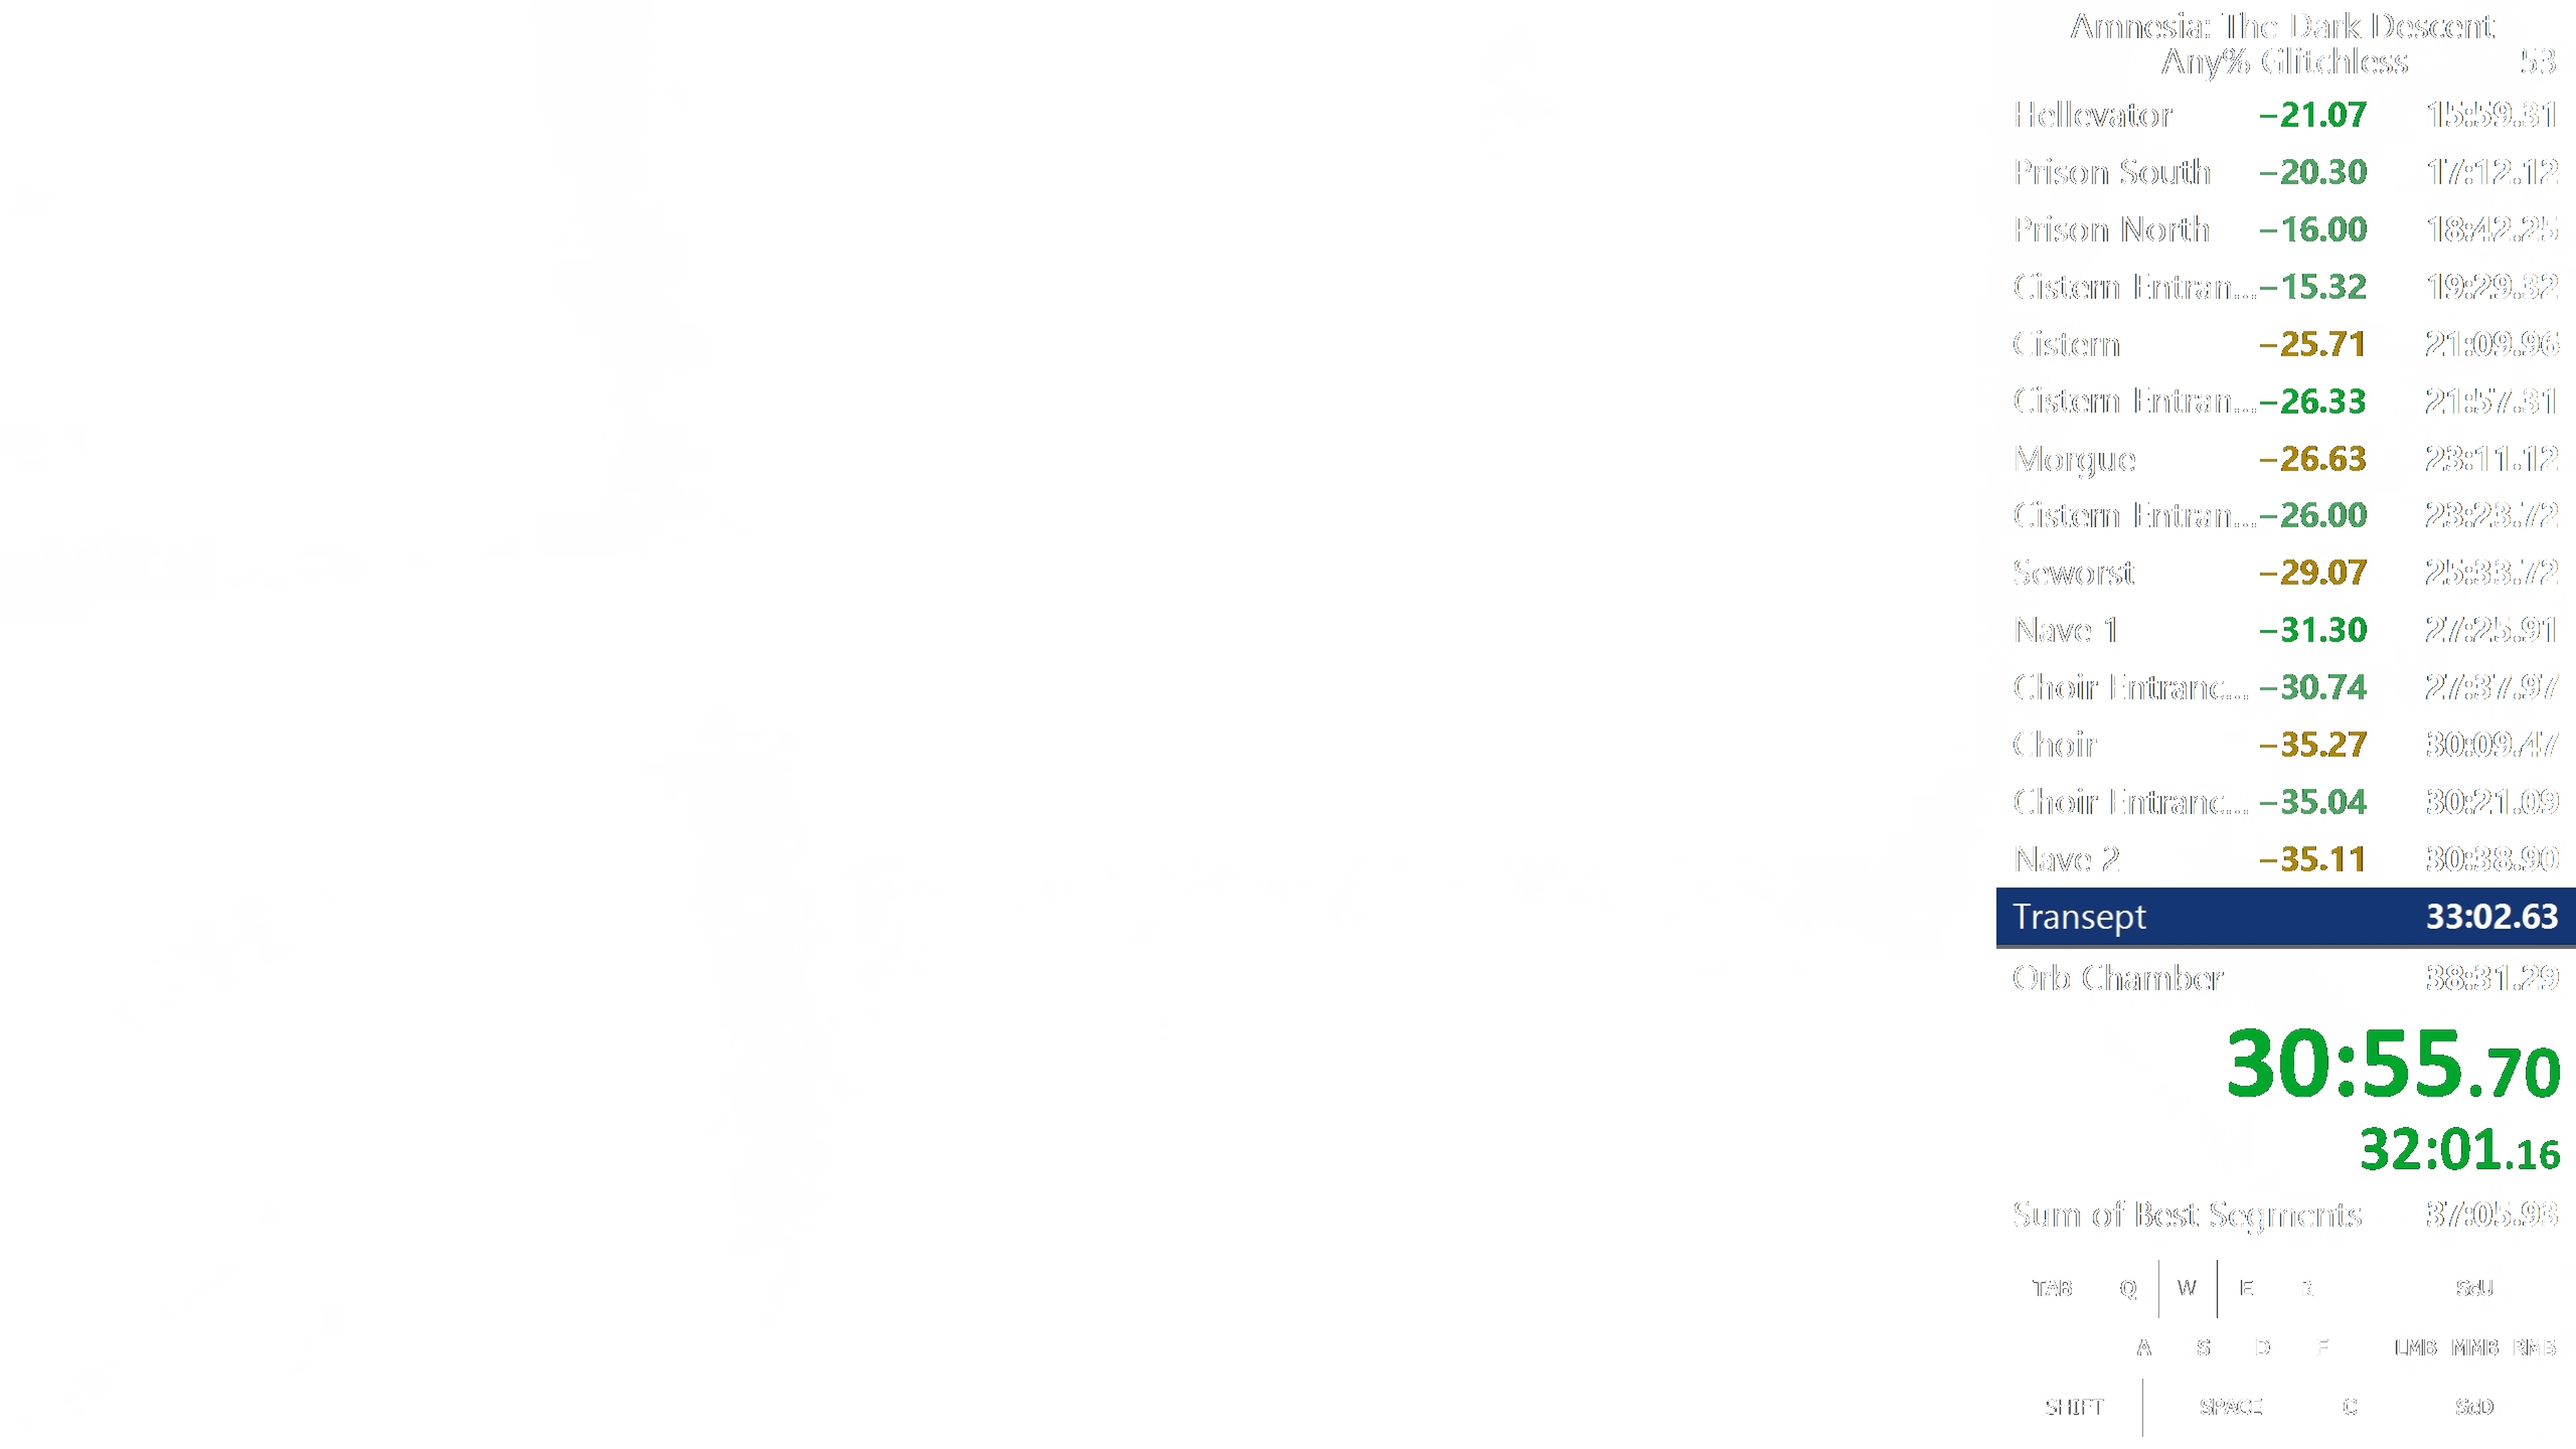 Amnesia: The Dark Descent
Any% Glitchless 53
Hellevator −21.07 15:59.31
Prison South −20.30 17:12.12
Prison North −16.00 18:42.25
Cistern Entran... −15.32 19:29.32
Cistern −25.71 21:09.96
Cistern Entran... −26.33 21:57.31
Morgue −26.63 23:11.12
Cistern Entran... −26.00 23:23.72
Seworst −29.07 25:33.72
Nave 1 −31.30 27:25.91
Choir Entranc... −30.74 27:37.97
Choir −35.27 30:09.47
Choir Entranc... −35.04 30:21.09
Nave 2 −35.11 30:38.90
Transept 33:02.63
Orb Chamber 38:31.29
30:55.70
32:01.16
Sum of Best Segments 37:05.93
TAB Q W E R ScU
A S D F LMB MMB RMB
SHIFT SPACE C ScD